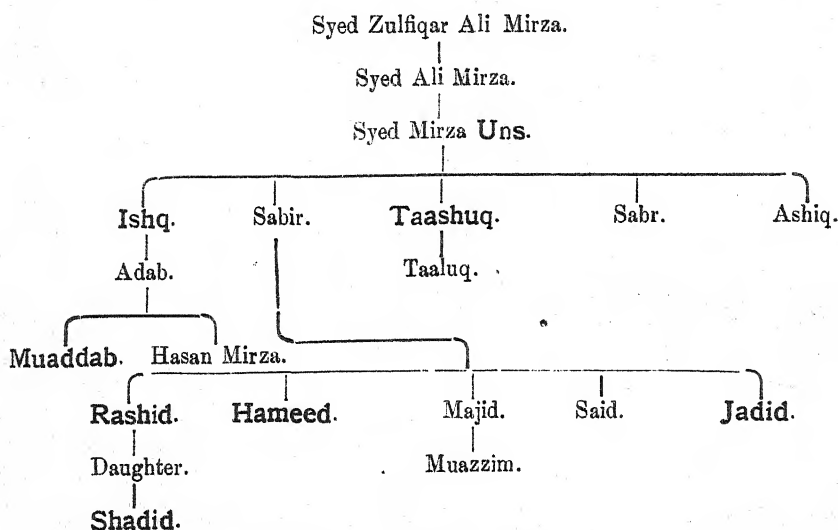 Syed Zulfiqar Ali Mirza.
Syed Ali Mirza.
Syed Mirza Uns.
Ishq. Sabir. Taashuq. Sabr. Ashiq.
Adab. Taaluq.
Muaddab. Hasan Mirza.
Rashid. Hameed. Majid. Said. Jadid.
Daughter. Muazzim.
Shadid.